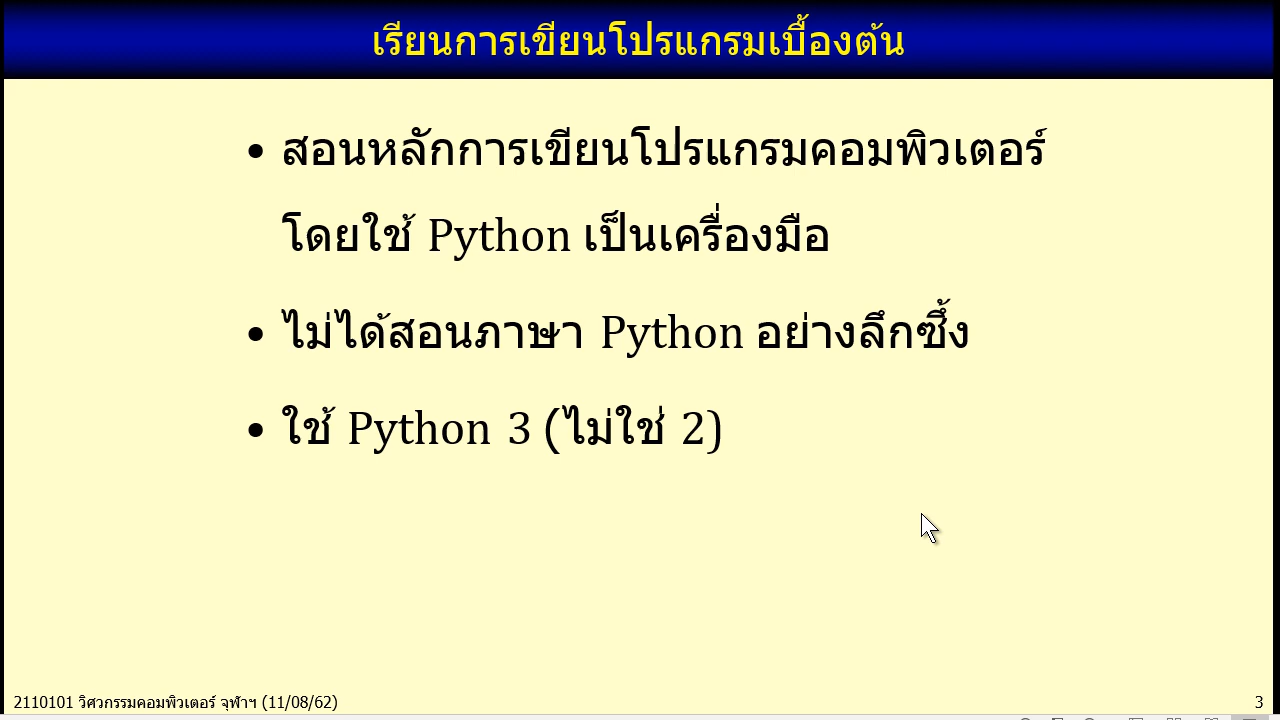 เรียนการเขียนโปรแกรมเบื้องต้น
• สอนหลักการเขียนโปรแกรมคอมพิวเตอร์
โดยใช้ Python เป็นเครื่องมือ
• ไม่ได้สอนภาษา Python อย่างลึกซึ้ง
• ใช้ Python 3 (ไม่ใช่ 2)
2110101 วิศวกรรมคอมพิวเตอร์ จุฬาฯ (11/08/62)
3